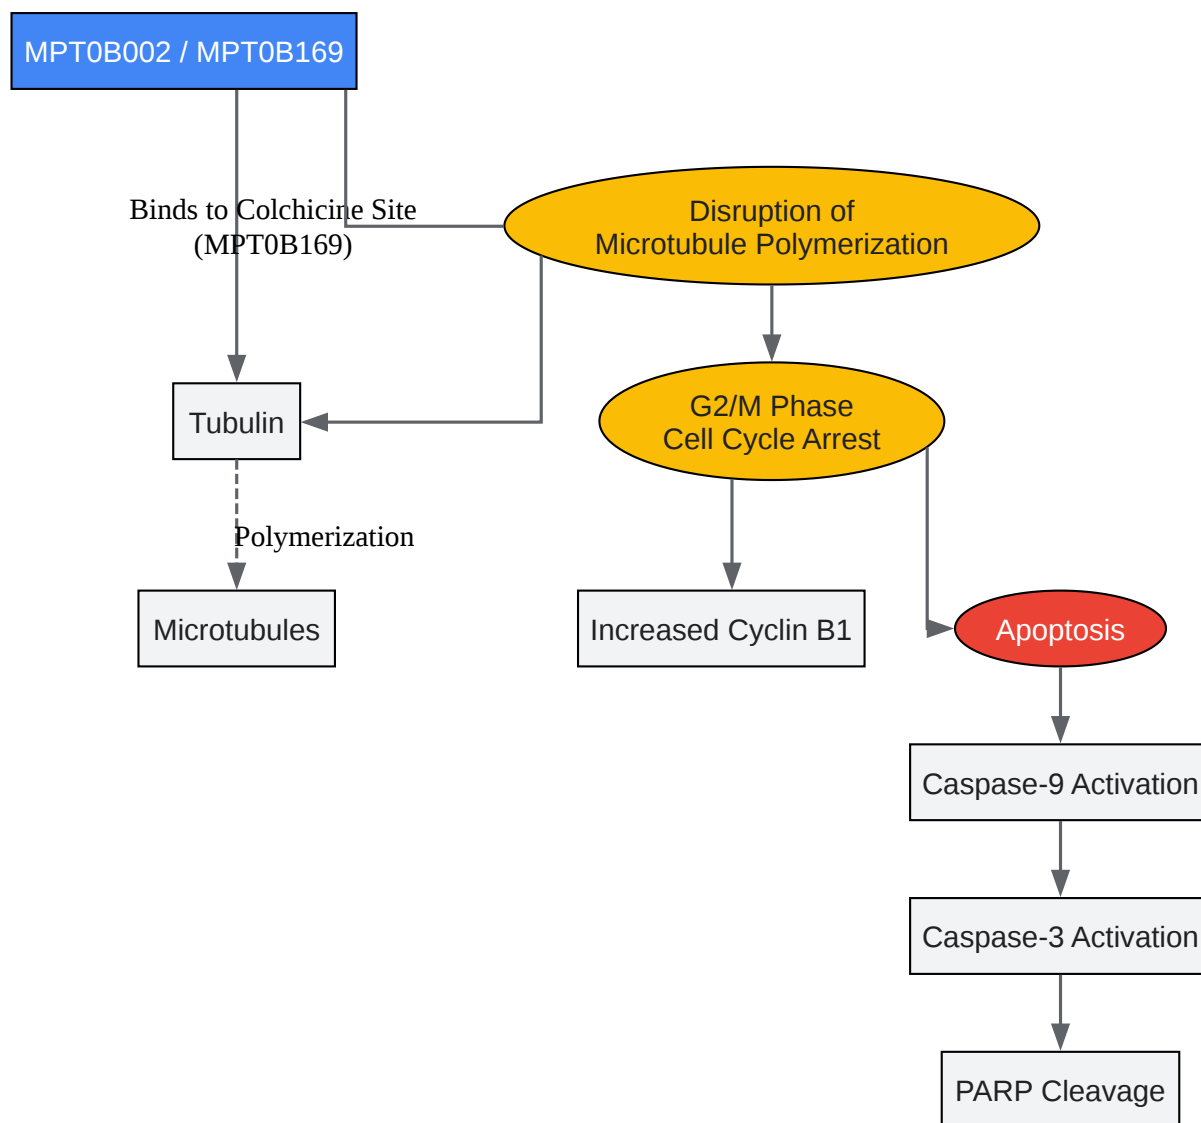 MPT0B002 / MPT0B169
Binds to Colchicine Site
(MPT0B169)
Disruption of
Microtubule Polymerization
Tubulin
G2/M Phase
Cell Cycle Arrest
Polymerization
Microtubules
Increased Cyclin B1
Apoptosis
Caspase-9 Activation
Caspase-3 Activation
PARP Cleavage